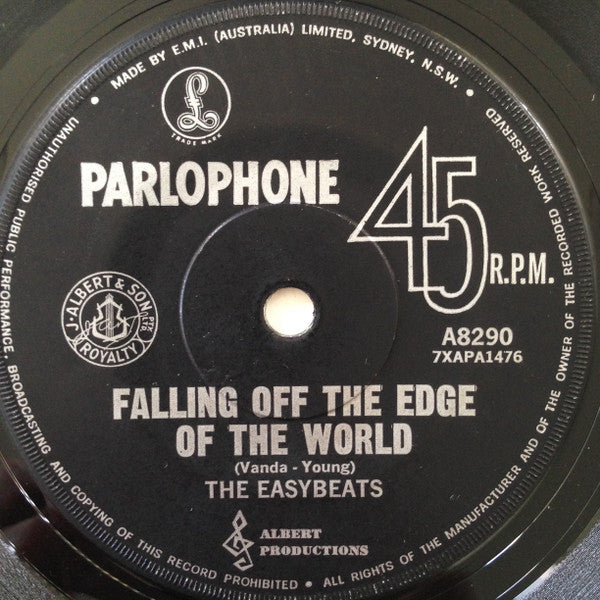 • MADE BY E.M.I. (AUSTRALIA) LIMITED, SYDNEY, N.S.W. •
£
TRADE MARK
PARLOPHONE
45
R.P.M.
J. ALBERT & SON PTY. LTD.
ROYALTY
A8290
7XAPA1476
FALLING OFF THE EDGE
OF THE WORLD
(Vanda - Young)
THE EASYBEATS
ALBERT
PRODUCTIONS
UNAUTHORISED PUBLIC PERFORMANCE, BROADCASTING AND COPYING OF THIS RECORD PROHIBITED • ALL RIGHTS OF THE MANUFACTURER AND OF THE OWNER OF THE RECORDED WORK RESERVED